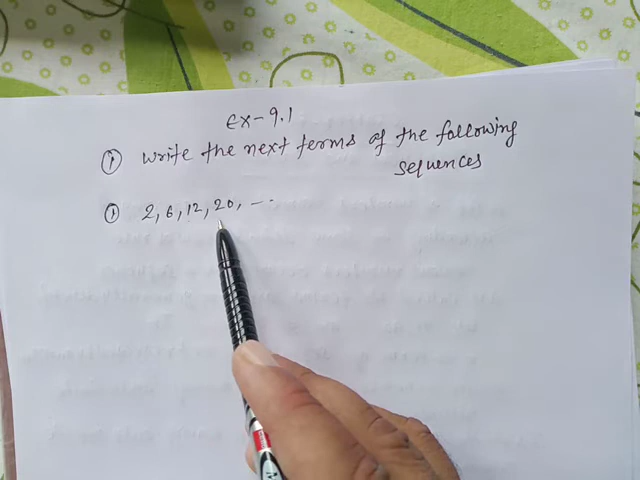 Ex-9.1
① Write the next terms of the following
sequences
① 2, 6, 12, 20, ---